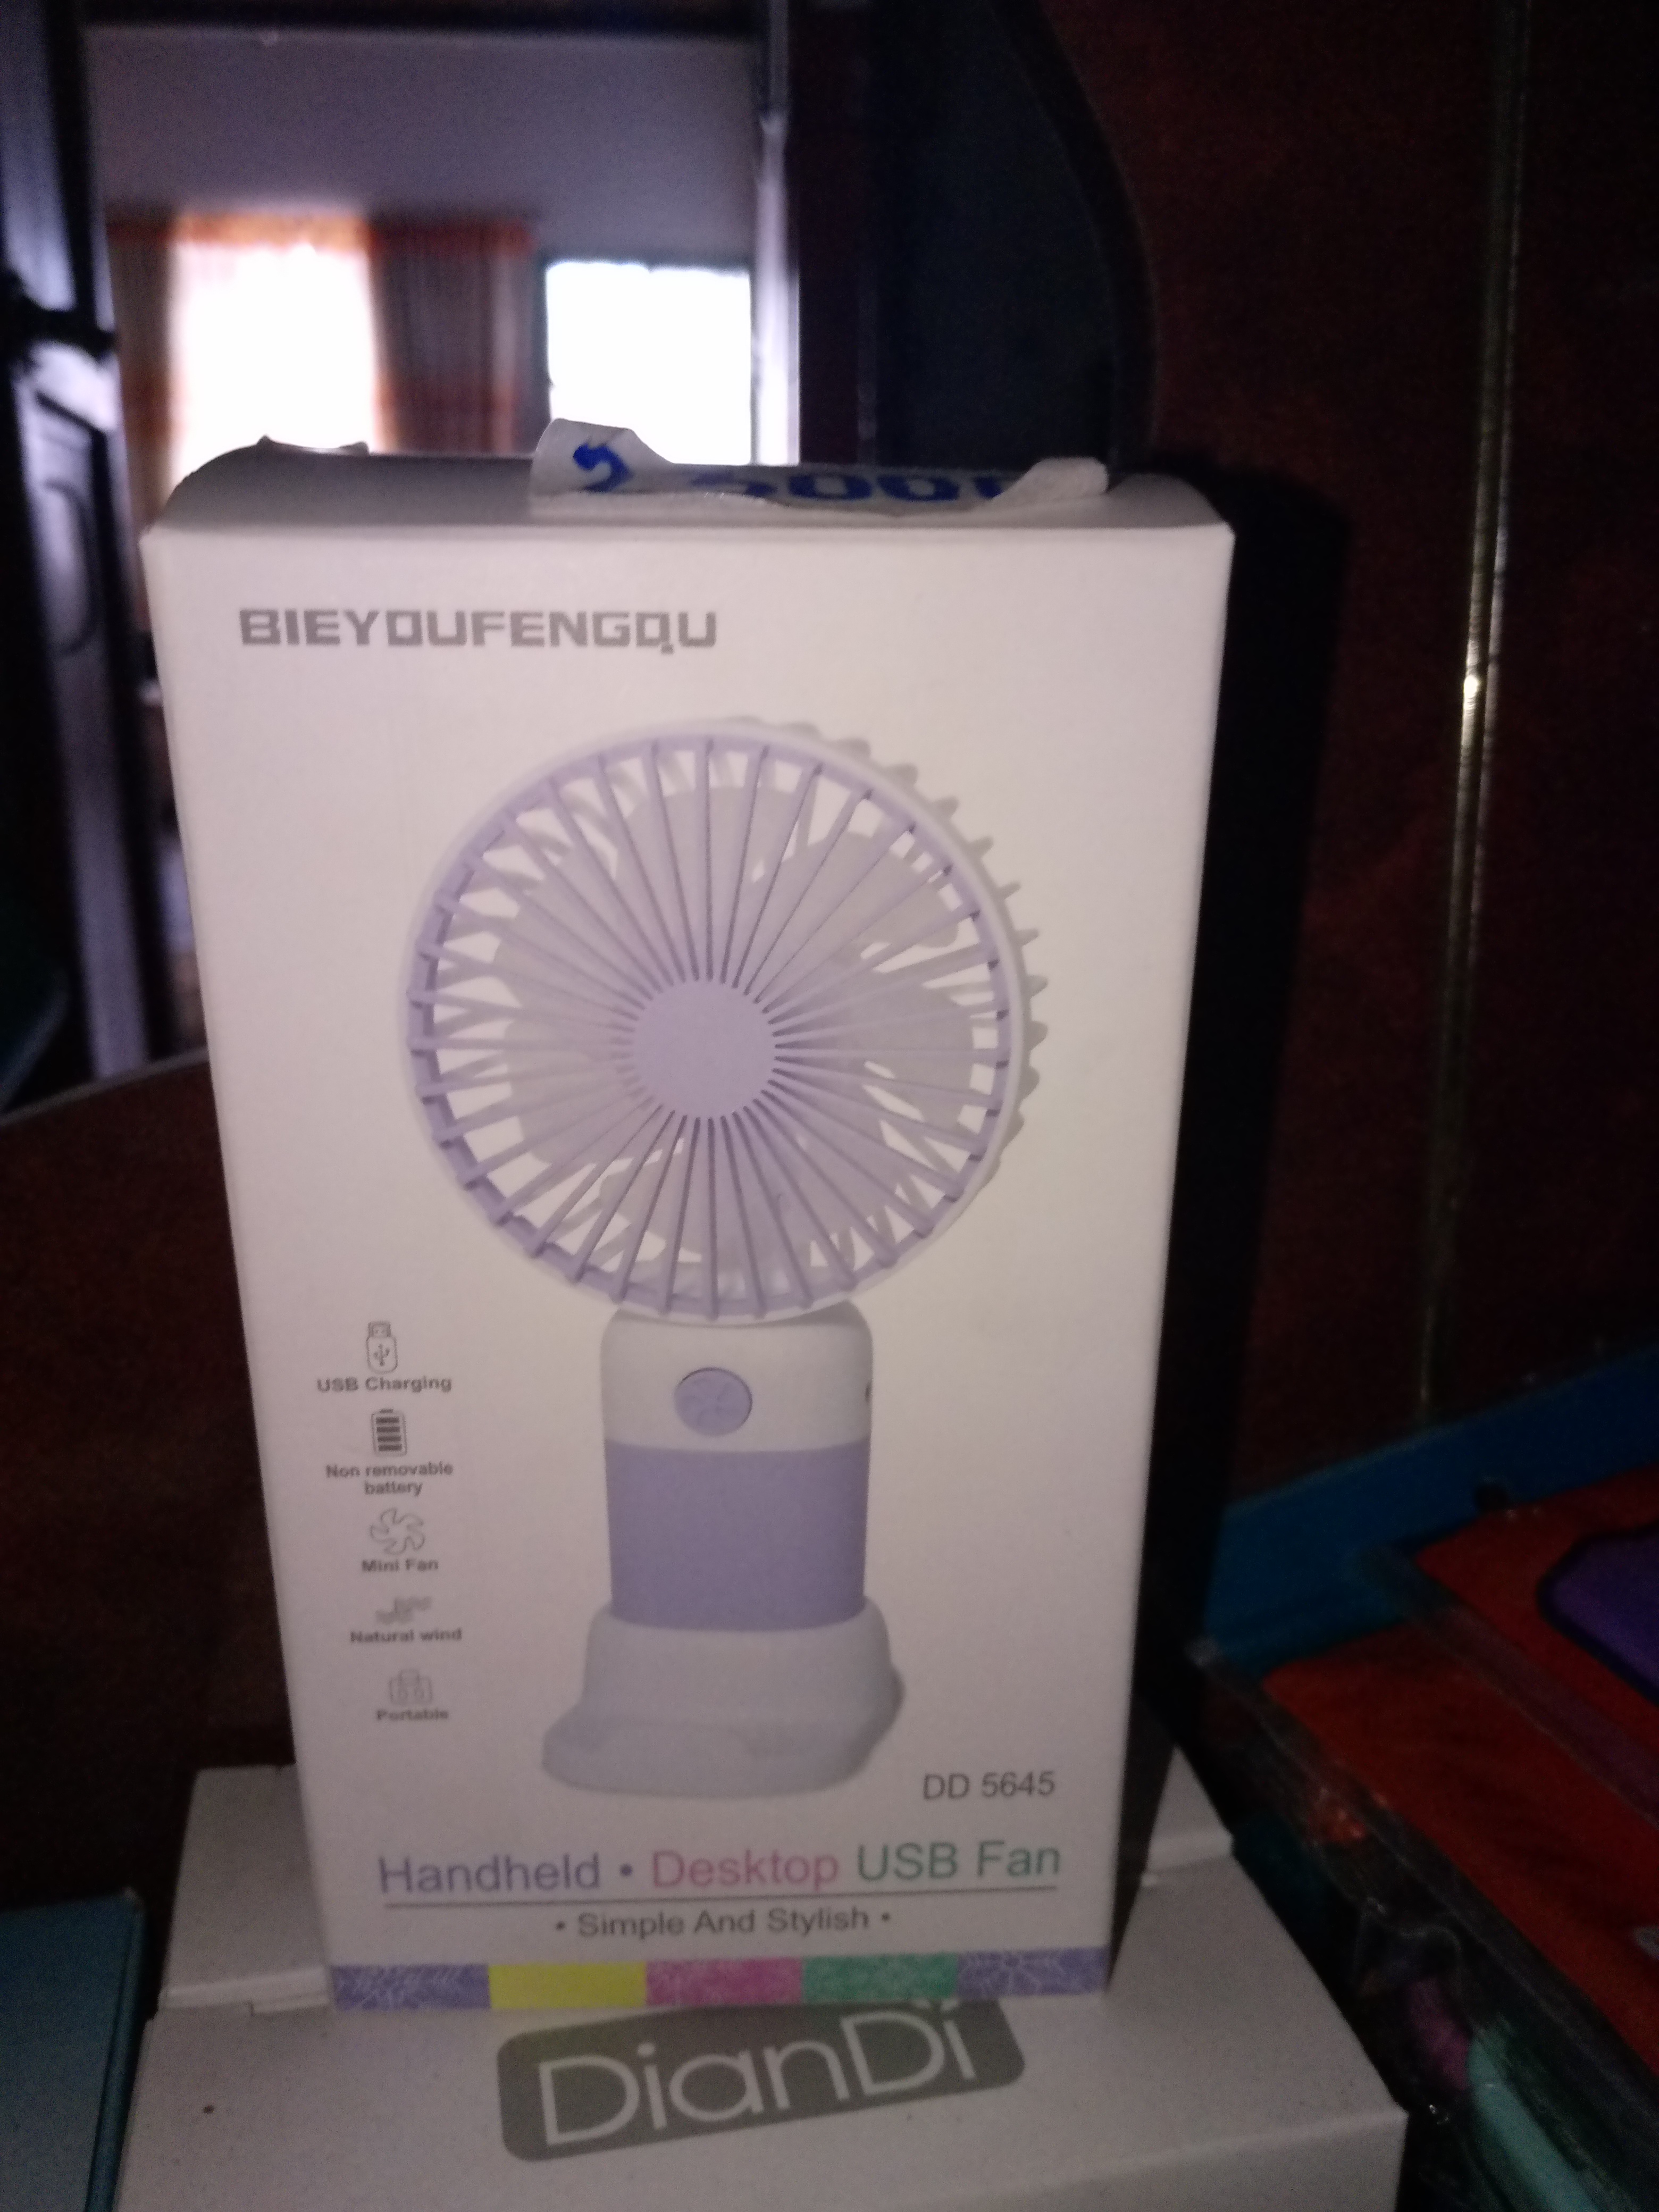 BIEYOUFENGQU
USB Charging
Non removable
battery
Mini Fan
Natural wind
Portable
DD 5645
Handheld • Desktop USB Fan
• Simple And Stylish •
DianDi